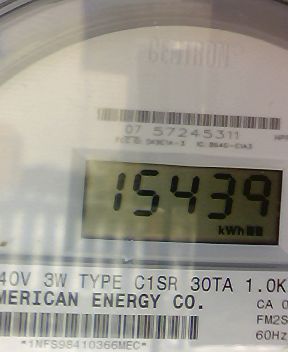 07 57245311
15439
kWh
40V 3W TYPE C1SR 30TA 1.0K
MERICAN ENERGY CO.
CA 0
FM2S
60Hz
*1NFS98410366MEC*